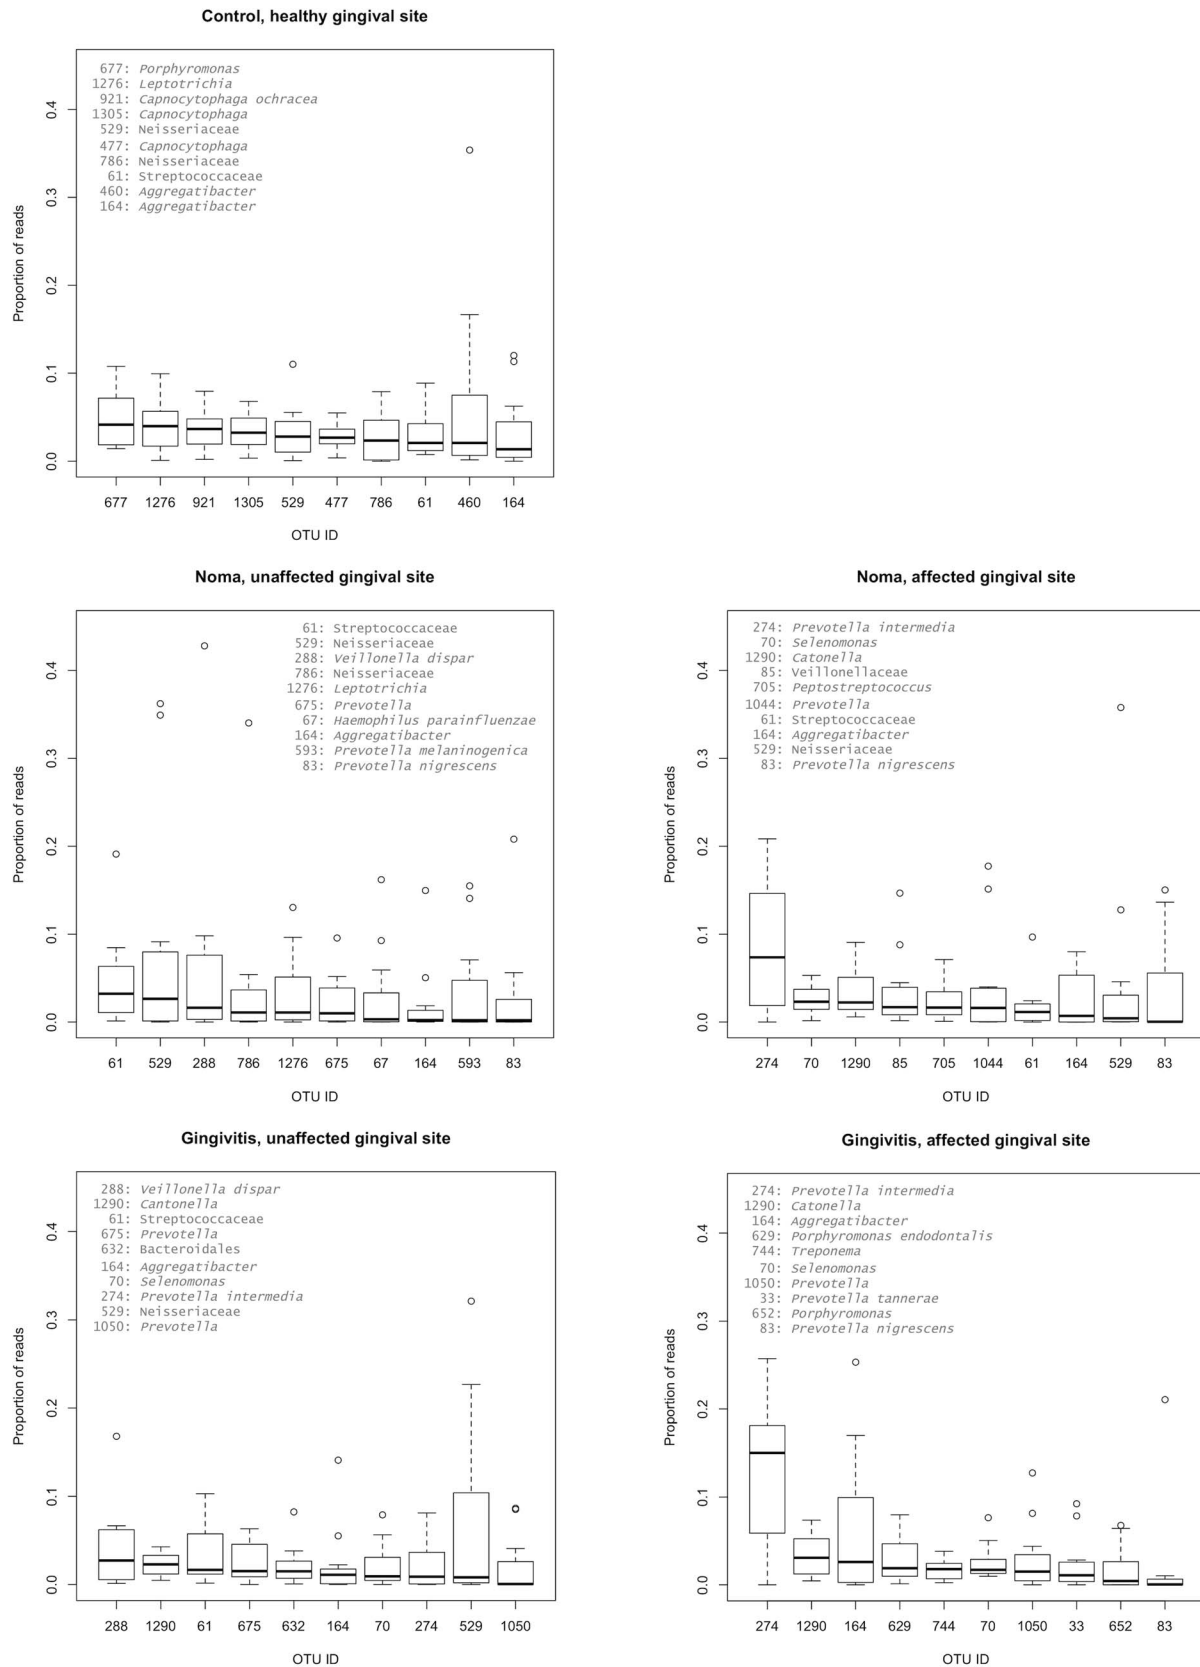 Control, healthy gingival site
677: Porphyromonas
1276: Leptotrichia
921: Capnocytophaga ochracea
1305: Capnocytophaga
529: Neisseriaceae
477: Capnocytophaga
786: Neisseriaceae
61: Streptococcaceae
460: Aggregatibacter
164: Aggregatibacter
Proportion of reads
0.4
0.3
0.2
0.1
0.0
677 1276 921 1305 529 477 786 61 460 164
OTU ID
Noma, unaffected gingival site
61: Streptococcaceae
529: Neisseriaceae
288: Veillonella dispar
786: Neisseriaceae
1276: Leptotrichia
675: Prevotella
67: Haemophilus parainfluenzae
164: Aggregatibacter
593: Prevotella melaninogenica
83: Prevotella nigrescens
Proportion of reads
0.4
0.3
0.2
0.1
0.0
61 529 288 786 1276 675 67 164 593 83
OTU ID
Noma, affected gingival site
274: Prevotella intermedia
70: Selenomonas
1290: Catonella
85: Veillonellaceae
705: Peptostreptococcus
1044: Prevotella
61: Streptococcaceae
164: Aggregatibacter
529: Neisseriaceae
83: Prevotella nigrescens
Proportion of reads
0.4
0.3
0.2
0.1
0.0
274 70 1290 85 705 1044 61 164 529 83
OTU ID
Gingivitis, unaffected gingival site
288: Veillonella dispar
1290: Cantonella
61: Streptococcaceae
675: Prevotella
632: Bacteroidales
164: Aggregatibacter
70: Selenomonas
274: Prevotella intermedia
529: Neisseriaceae
1050: Prevotella
Proportion of reads
0.4
0.3
0.2
0.1
0.0
288 1290 61 675 632 164 70 274 529 1050
OTU ID
Gingivitis, affected gingival site
274: Prevotella intermedia
1290: Catonella
164: Aggregatibacter
629: Porphyromonas endodontalis
744: Treponema
70: Selenomonas
1050: Prevotella
33: Prevotella tannerae
652: Porphyromonas
83: Prevotella nigrescens
Proportion of reads
0.4
0.3
0.2
0.1
0.0
274 1290 164 629 744 70 1050 33 652 83
OTU ID